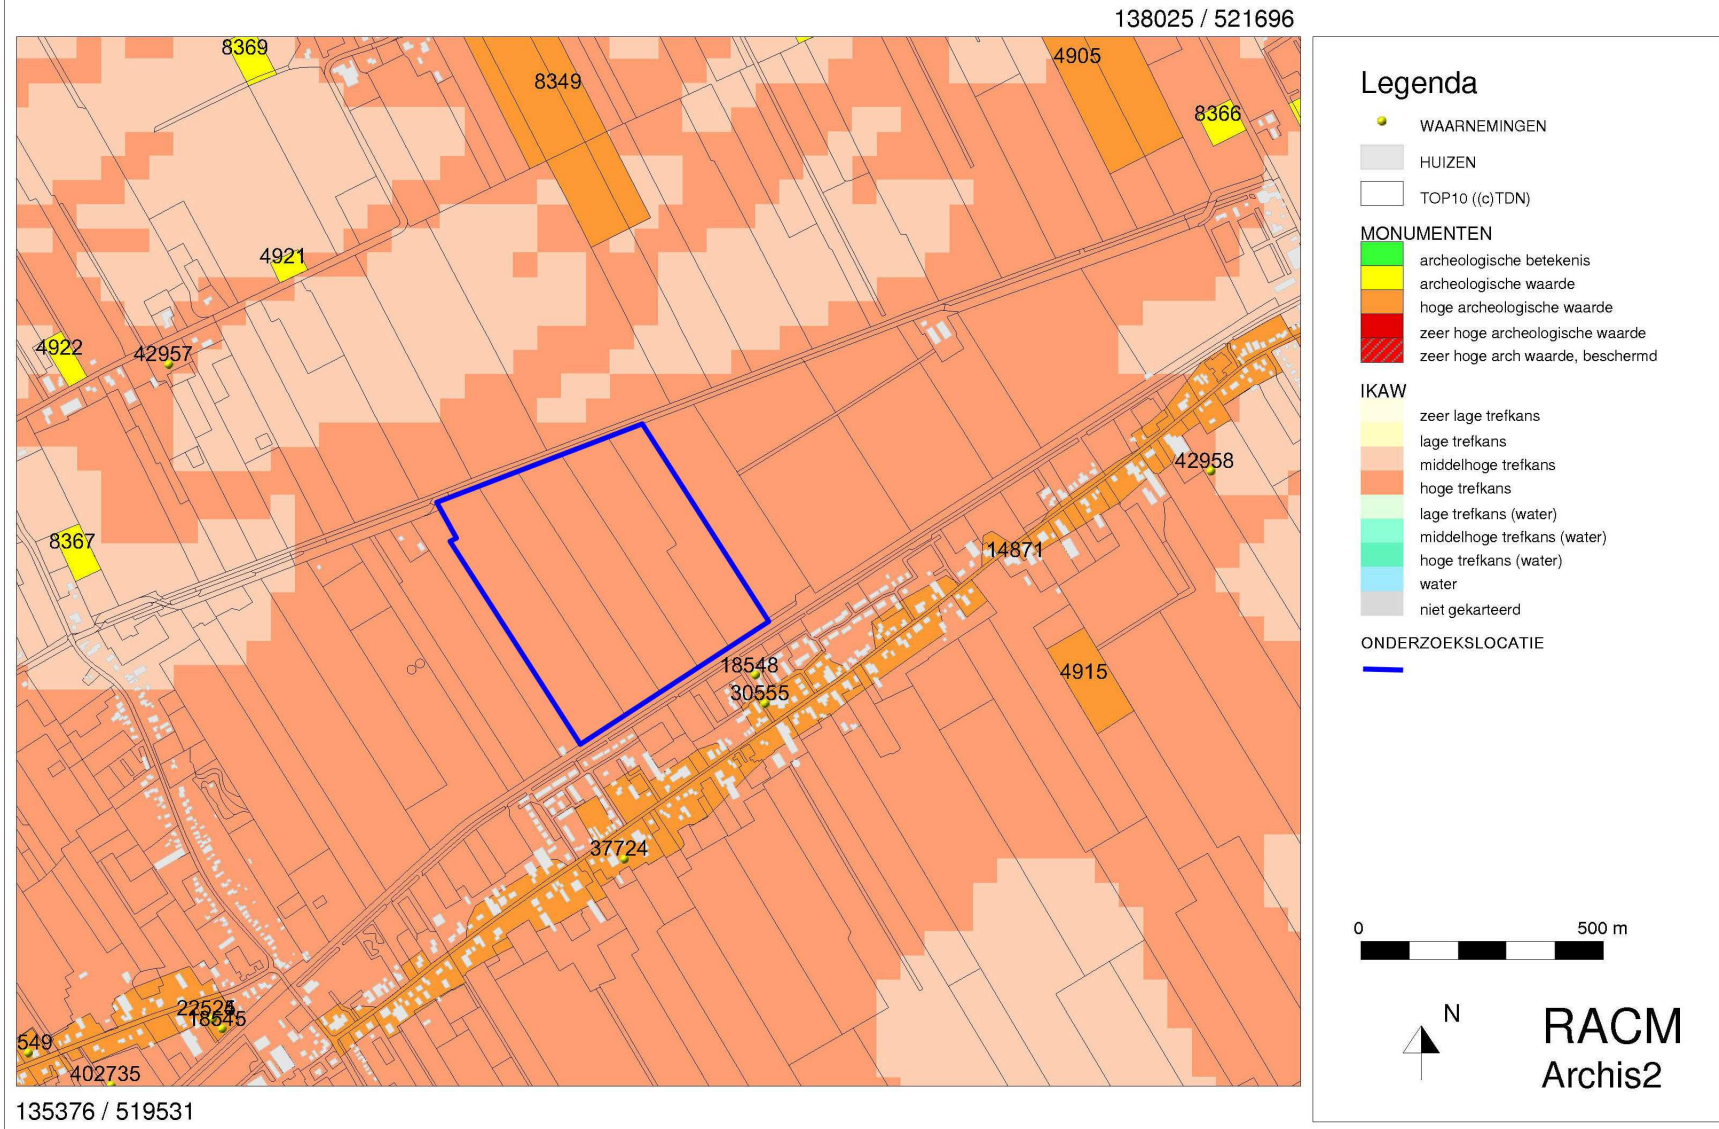 138025 / 521696
8369
8349
4905
8366
4921
4922
42957
42958
8367
14871
18548
30555
4915
37724
18545
549
402735
135376 / 519531
Legenda
WAARNEMINGEN
HUIZEN
TOP10 ((c)TDN)
MONUMENTEN
archeologische betekenis
archeologische waarde
hoge archeologische waarde
zeer hoge archeologische waarde
zeer hoge arch waarde, beschermd
IKAW
zeer lage trefkans
lage trefkans
middelhoge trefkans
hoge trefkans
lage trefkans (water)
middelhoge trefkans (water)
hoge trefkans (water)
water
niet gekarteerd
ONDERZOEKSLOCATIE
0 500 m
N
RACM
Archis2